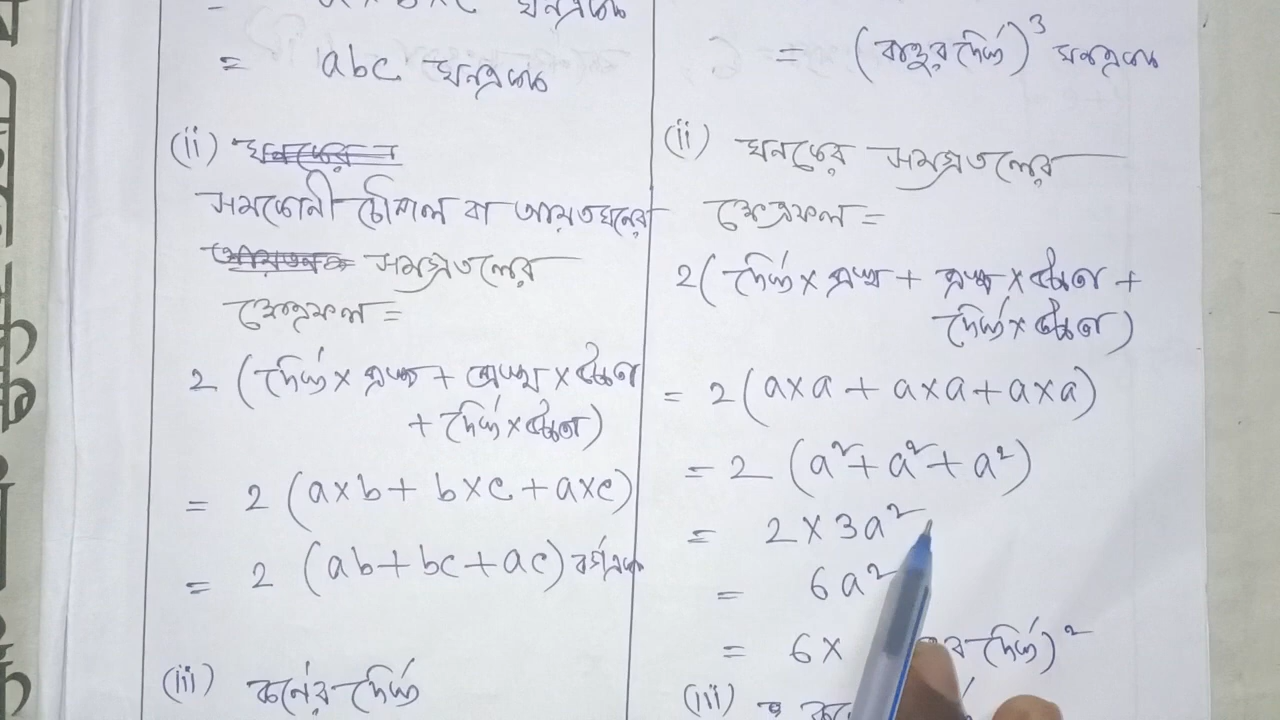 = abc ঘনএকক
(ii)
সমকোনী চৌপল বা আয়তঘনের
সমগ্রতলের
ক্ষেত্রফল =
2 (দৈর্ঘ্য × প্রস্থ + প্রস্থ × উচ্চতা
+ দৈর্ঘ্য × উচ্চতা)
= 2 (a×b + b×c + a×c)
= 2 (ab + bc + ac) বর্গএকক
(iii) কর্নের দৈর্ঘ্য
= (বাহুর দৈর্ঘ্য)³ ঘনএকক
(ii) ঘনকের সমগ্রতলের
ক্ষেত্রফল =
2 (দৈর্ঘ্য × প্রস্থ + প্রস্থ × উচ্চতা +
দৈর্ঘ্য × উচ্চতা)
= 2 (a×a + a×a + a×a)
= 2 (a² + a² + a²)
= 2 × 3a²
= 6a²
= 6 × দৈর্ঘ্য)²
(iii)